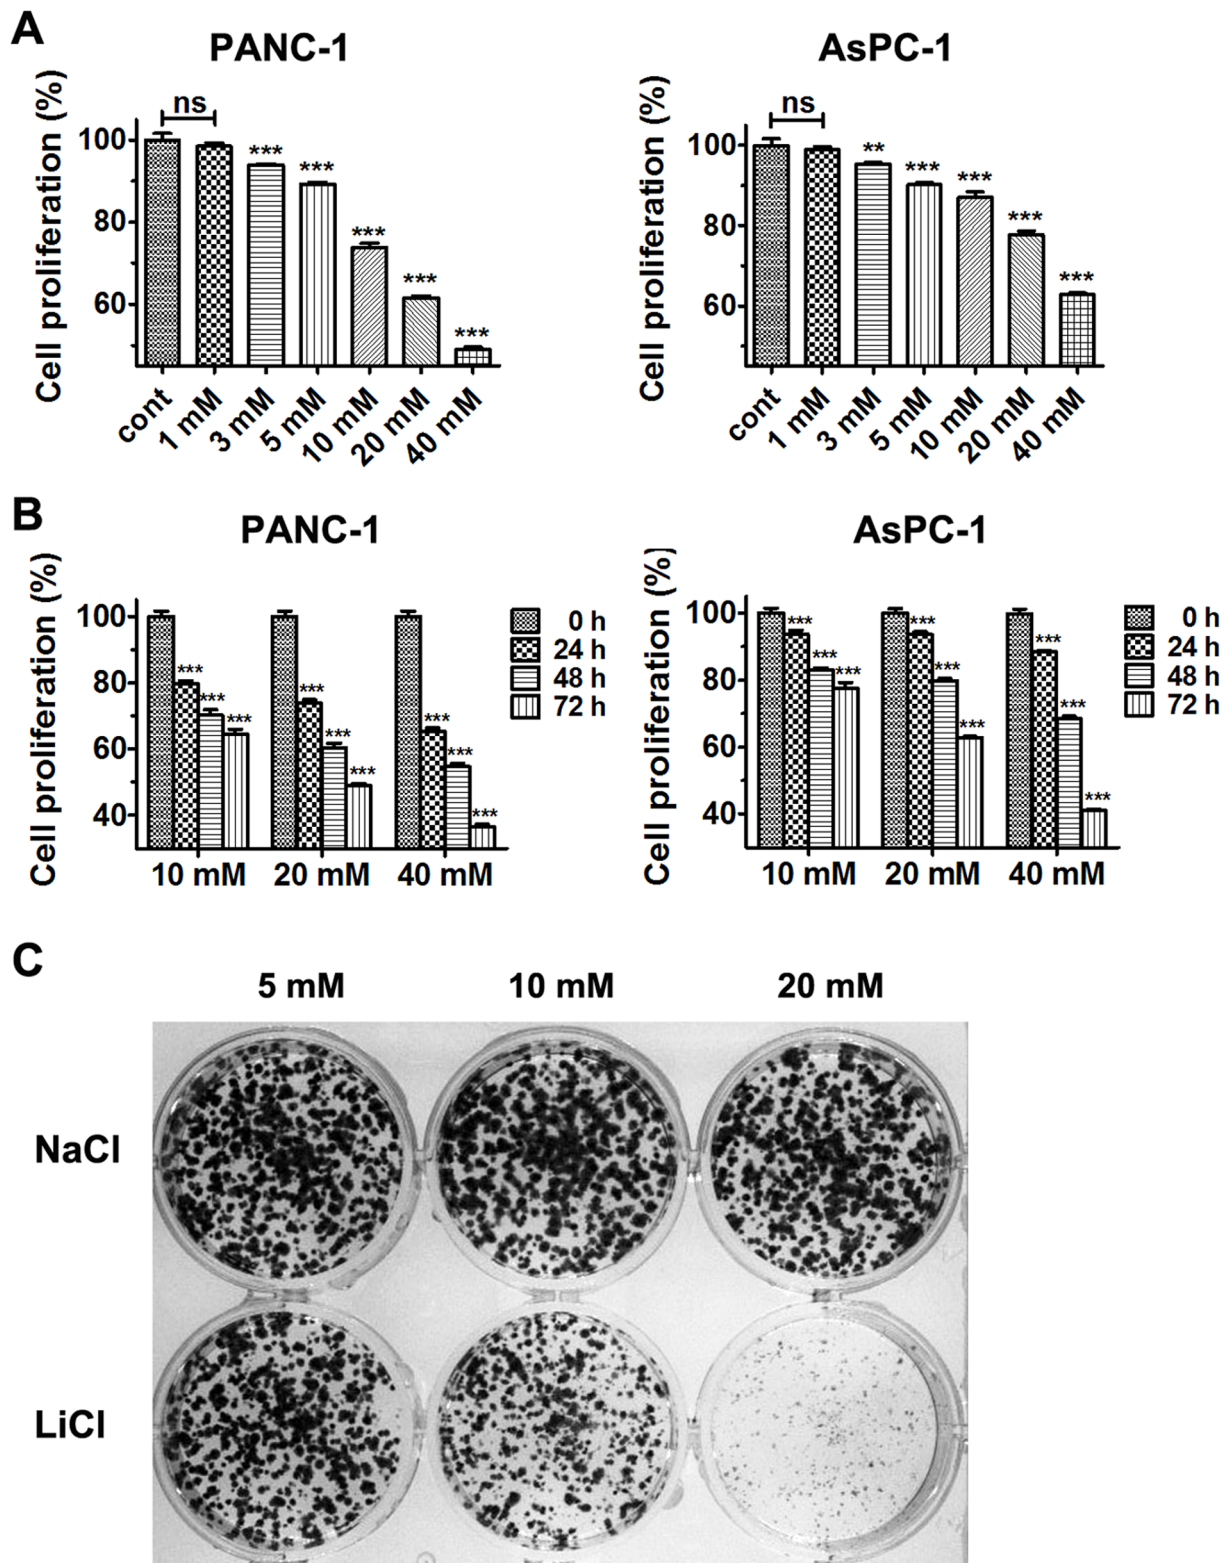 A
PANC-1
AsPC-1
Cell proliferation (%)
100
80
60
ns
***
***
***
***
***
cont
1 mM
3 mM
5 mM
10 mM
20 mM
40 mM
Cell proliferation (%)
100
80
60
ns
**
***
***
***
***
cont
1 mM
3 mM
5 mM
10 mM
20 mM
40 mM
B
PANC-1
AsPC-1
Cell proliferation (%)
100
80
60
40
***
***
***
***
***
***
***
***
***
10 mM
20 mM
40 mM
0 h
24 h
48 h
72 h
Cell proliferation (%)
100
80
60
40
***
***
***
***
***
***
***
***
***
10 mM
20 mM
40 mM
0 h
24 h
48 h
72 h
C
5 mM
10 mM
20 mM
NaCl
LiCl